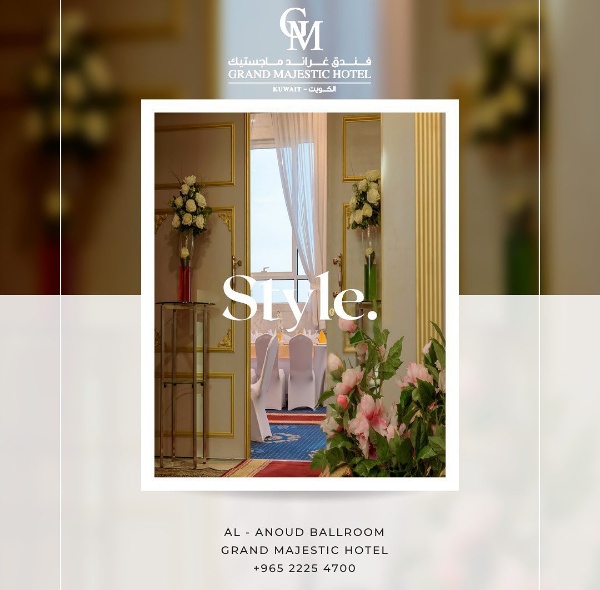 GM
فندق غراند ماجستيك
GRAND MAJESTIC HOTEL
KUWAIT - الكويت
Style.
AL - ANOUD BALLROOM
GRAND MAJESTIC HOTEL
+965 2225 4700